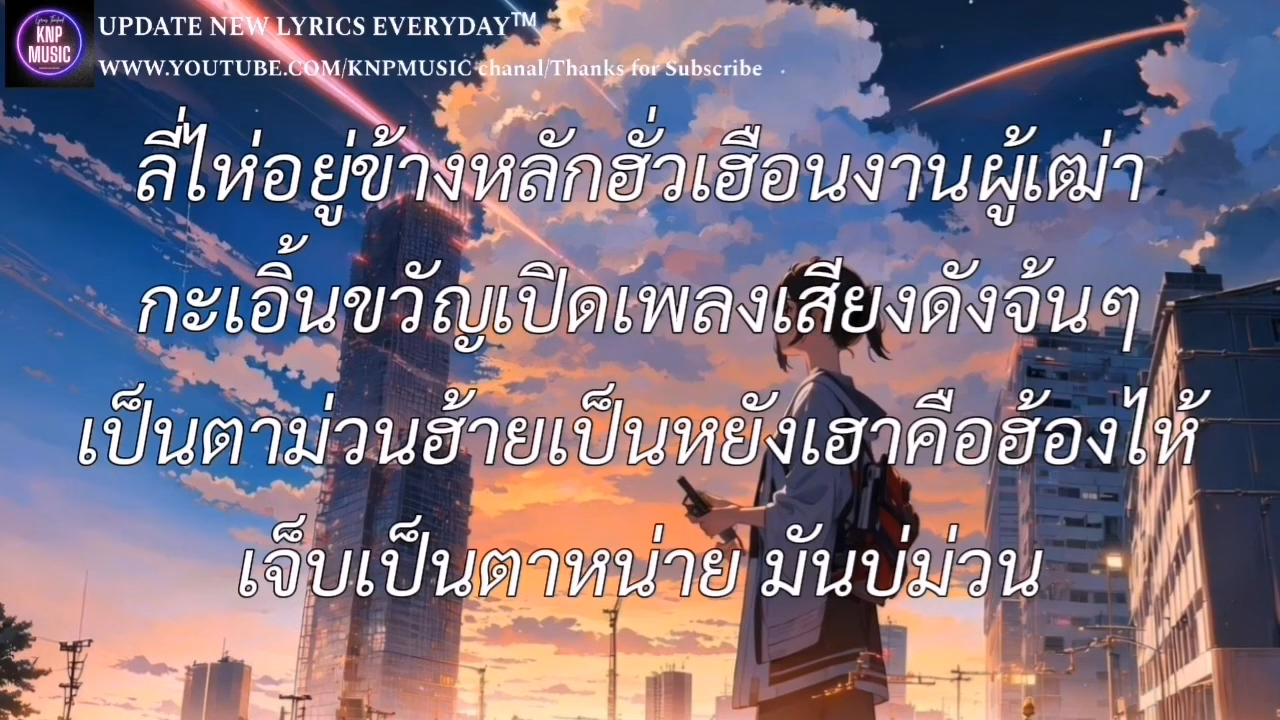 KNP
MUSIC
UPDATE NEW LYRICS EVERYDAY™
WWW.YOUTUBE.COM/KNPMUSIC chanal/Thanks for Subscribe
ลี่ไห่อยู่ข้างหลักฮั่วเฮือนงานผู้เฒ่า
กะเอิ้นขวัญเปิดเพลงเสียงดังจ้นๆ
เป็นตาม่วนฮ้ายเป็นหยังเฮาคือฮ้องไห้
เจ็บเป็นตาหน่าย มันบ่ม่วน